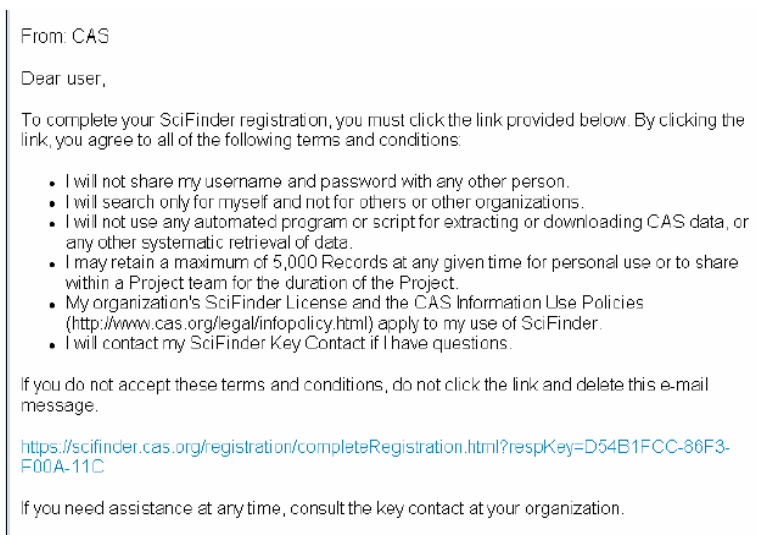 From: CAS
Dear user,
To complete your SciFinder registration, you must click the link provided below. By clicking the
link, you agree to all of the following terms and conditions:
• I will not share my username and password with any other person.
• I will search only for myself and not for others or other organizations.
• I will not use any automated program or script for extracting or downloading CAS data, or
any other systematic retrieval of data.
• I may retain a maximum of 5,000 Records at any given time for personal use or to share
within a Project team for the duration of the Project.
• My organization's SciFinder License and the CAS Information Use Policies
(http://www.cas.org/legal/infopolicy.html) apply to my use of SciFinder.
• I will contact my SciFinder Key Contact if I have questions.
If you do not accept these terms and conditions, do not click the link and delete this e-mail
message.
https://scifinder.cas.org/registration/completeRegistration.html?respKey=D54B1FCC-86F3-
F00A-11C
If you need assistance at any time, consult the key contact at your organization.